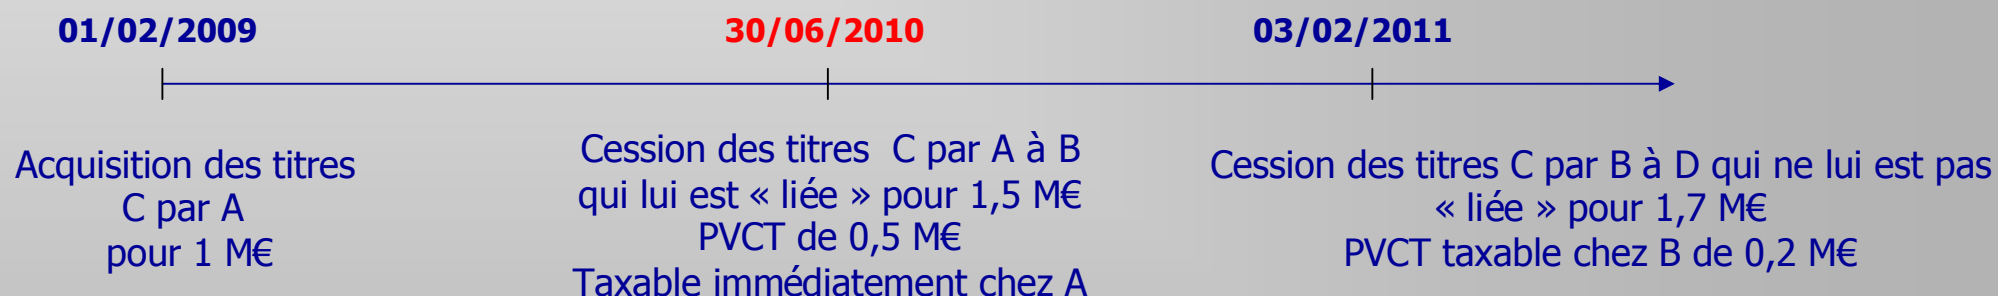 01/02/2009
30/06/2010
03/02/2011
Acquisition des titres
C par A
pour 1 M€
Cession des titres C par A à B
qui lui est « liée » pour 1,5 M€
PVCT de 0,5 M€
Taxable immédiatement chez A
Cession des titres C par B à D qui ne lui est pas
« liée » pour 1,7 M€
PVCT taxable chez B de 0,2 M€